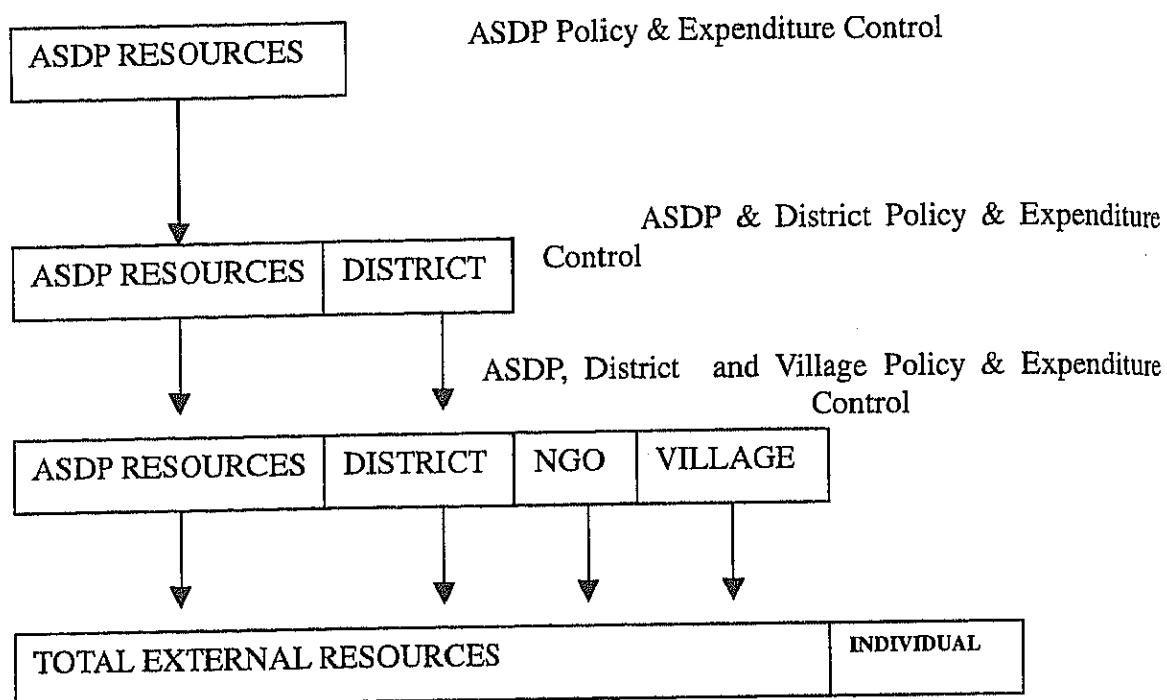 ASDP Policy & Expenditure Control
ASDP RESOURCES
ASDP & District Policy & Expenditure
Control
ASDP RESOURCES DISTRICT
ASDP, District and Village Policy & Expenditure
Control
ASDP RESOURCES DISTRICT NGO VILLAGE
TOTAL EXTERNAL RESOURCES INDIVIDUAL